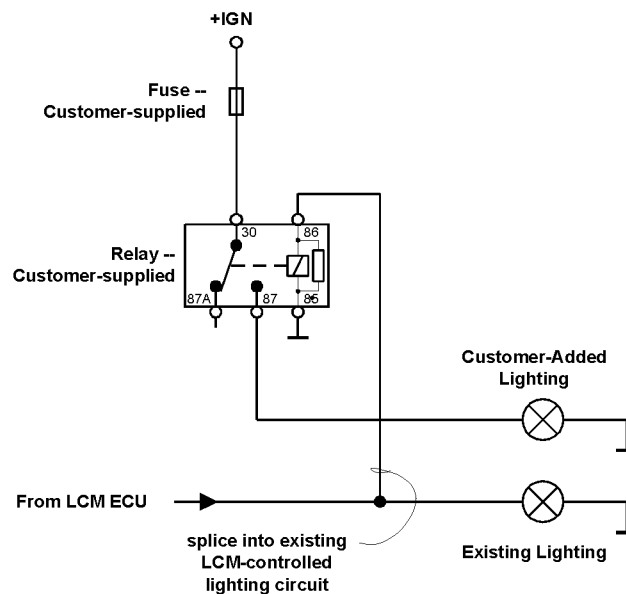 +IGN
Fuse --
Customer-supplied
30
86
Relay --
Customer-supplied
87A
87
85
Customer-Added
Lighting
From LCM ECU
splice into existing
LCM-controlled
lighting circuit
Existing Lighting